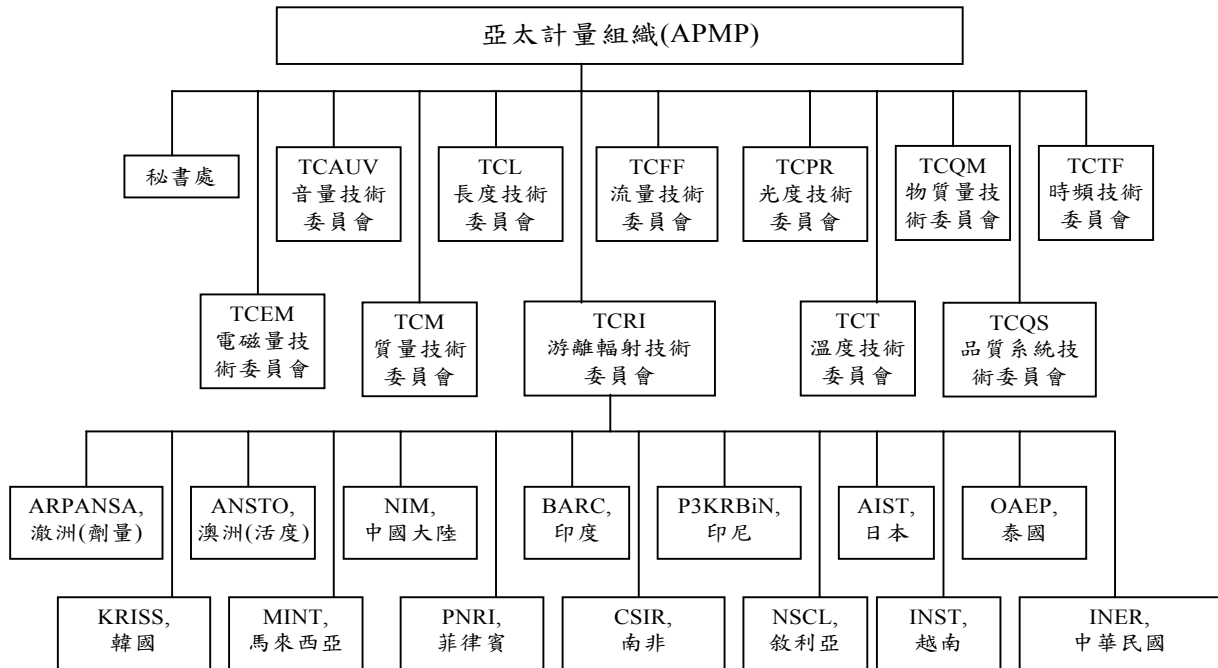 亞太計量組織(APMP)
秘書處
TCAUV
音量技術
委員會
TCL
長度技術
委員會
TCFF
流量技術
委員會
TCPR
光度技術
委員會
TCQM
物質量技
術委員會
TCTF
時頻技術
委員會
TCEM
電磁量技
術委員會
TCM
質量技術
委員會
TCRI
游離輻射技術
委員會
TCT
溫度技術
委員會
TCQS
品質系統技
術委員會
ARPANSA,
澈洲(劑量)
ANSTO,
澳洲(活度)
NIM,
中國大陸
BARC,
印度
P3KRBiN,
印尼
AIST,
日本
OAEP,
泰國
KRISS,
韓國
MINT,
馬來西亞
PNRI,
菲律賓
CSIR,
南非
NSCL,
敘利亞
INST,
越南
INER,
中華民國